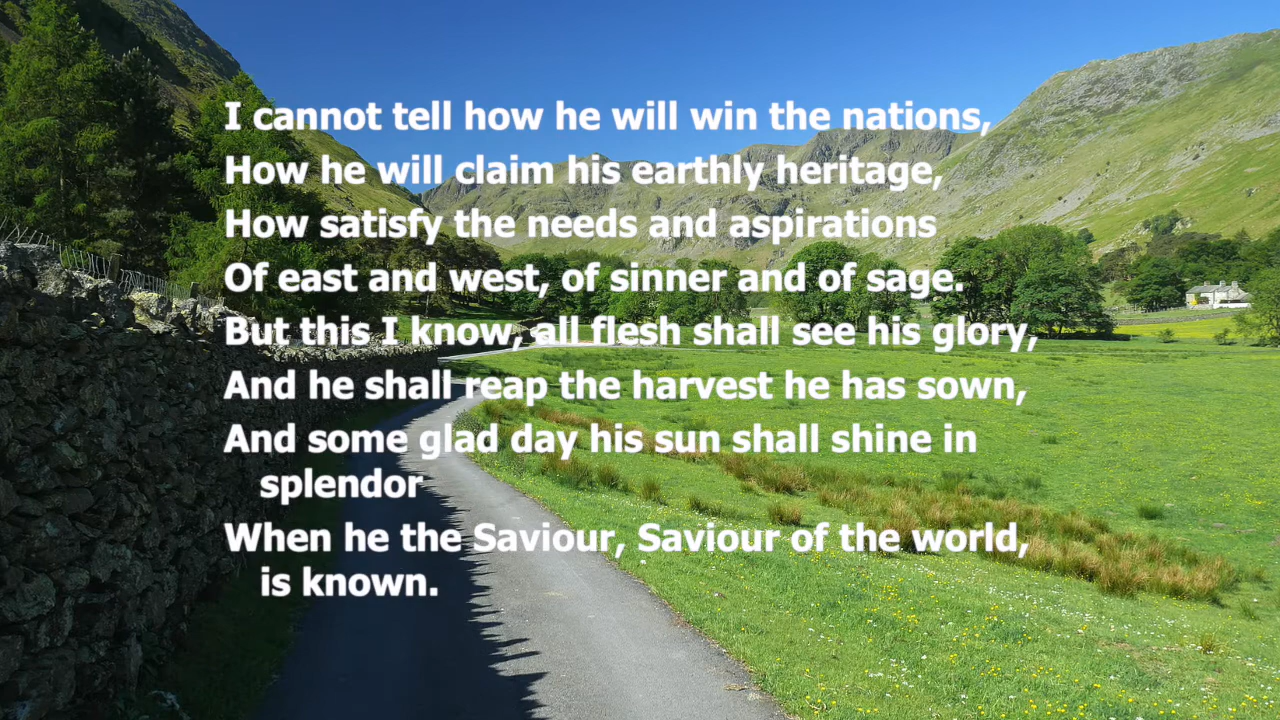 I cannot tell how he will win the nations,
How he will claim his earthly heritage,
How satisfy the needs and aspirations
Of east and west, of sinner and of sage.
But this I know, all flesh shall see his glory,
And he shall reap the harvest he has sown,
And some glad day his sun shall shine in
splendor
When he the Saviour, Saviour of the world,
is known.